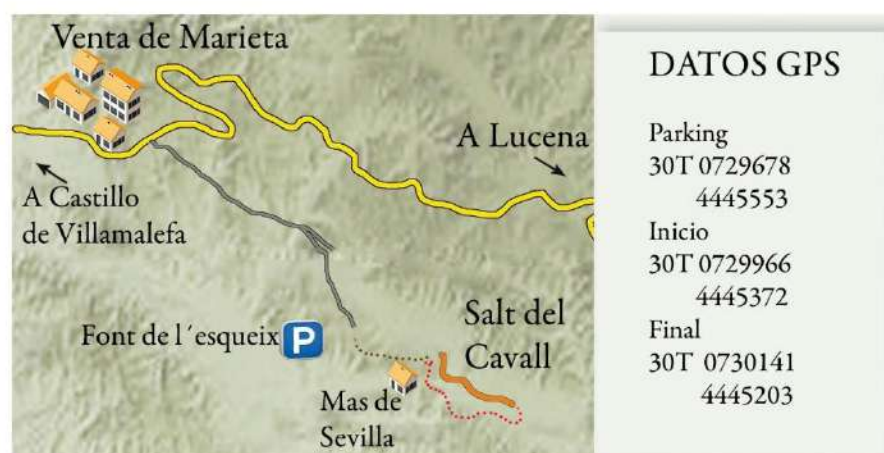 Venta de Marieta
A Lucena
A Castillo
de Villamalefa
Font de l´esqueix
P
Salt del
Cavall
Mas de
Sevilla
DATOS GPS
Parking
30T 0729678
4445553
Inicio
30T 0729966
4445372
Final
30T 0730141
4445203